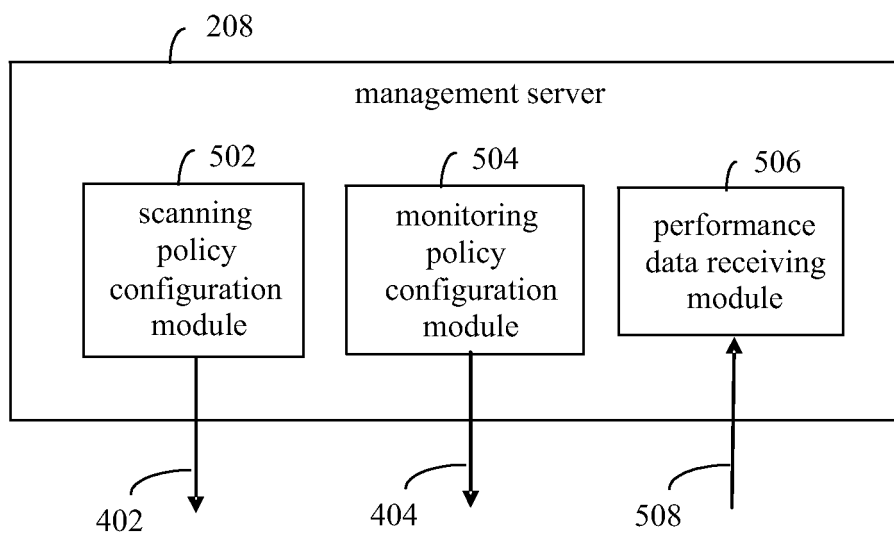 208
management server
502
504
506
scanning
policy
configuration
module
monitoring
policy
configuration
module
performance
data receiving
module
402
404
508